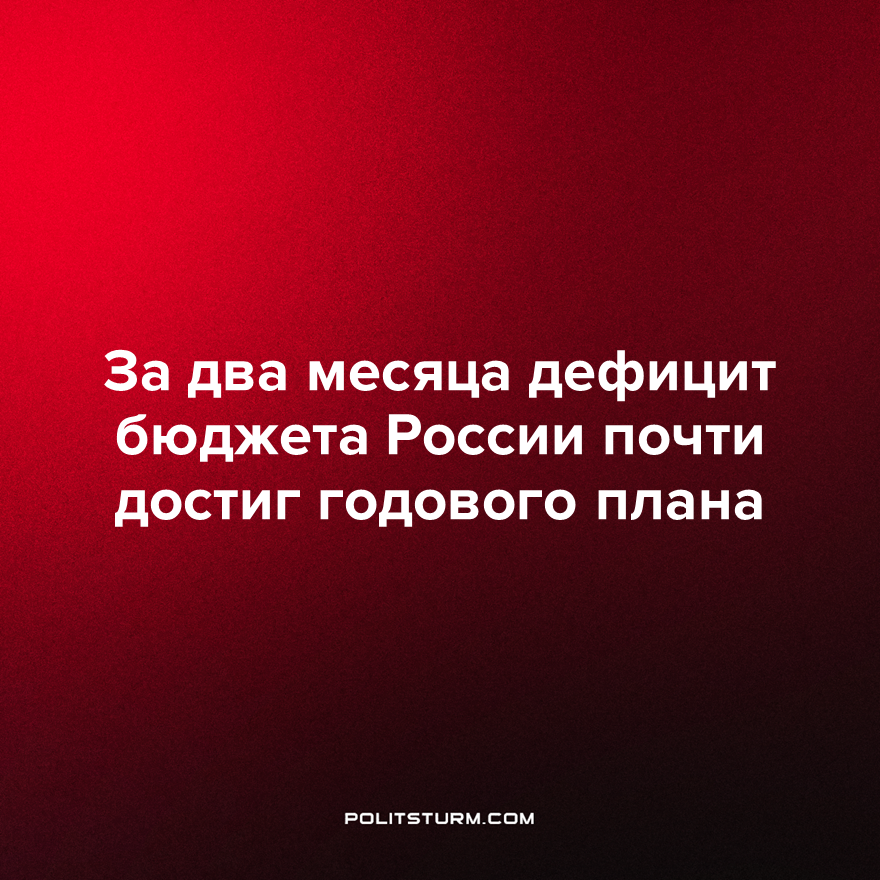 За два месяца дефицит
бюджета России почти
достиг годового плана
POLITSTURM.COM